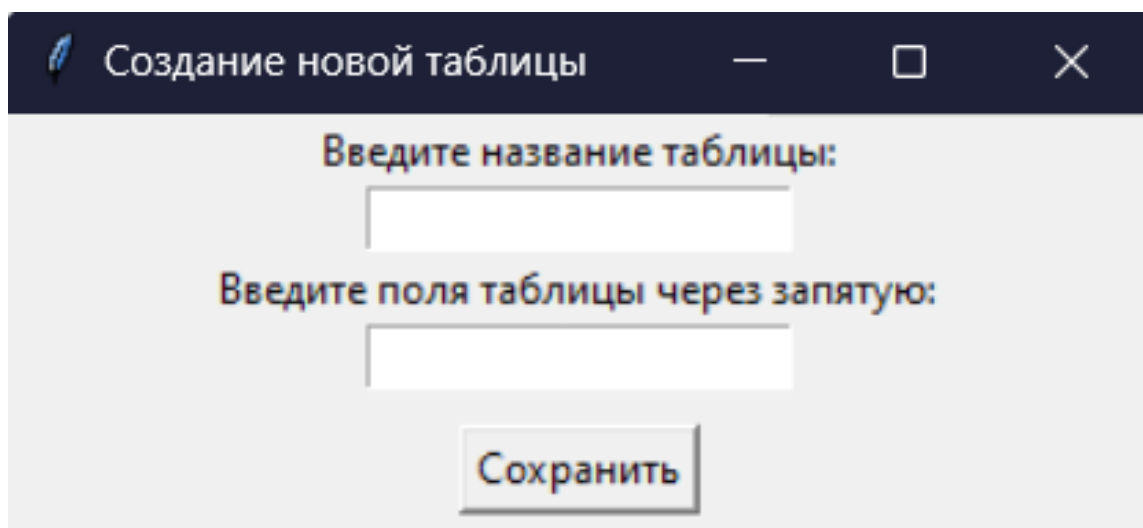 Создание новой таблицы
Введите название таблицы:
Введите поля таблицы через запятую:
Сохранить